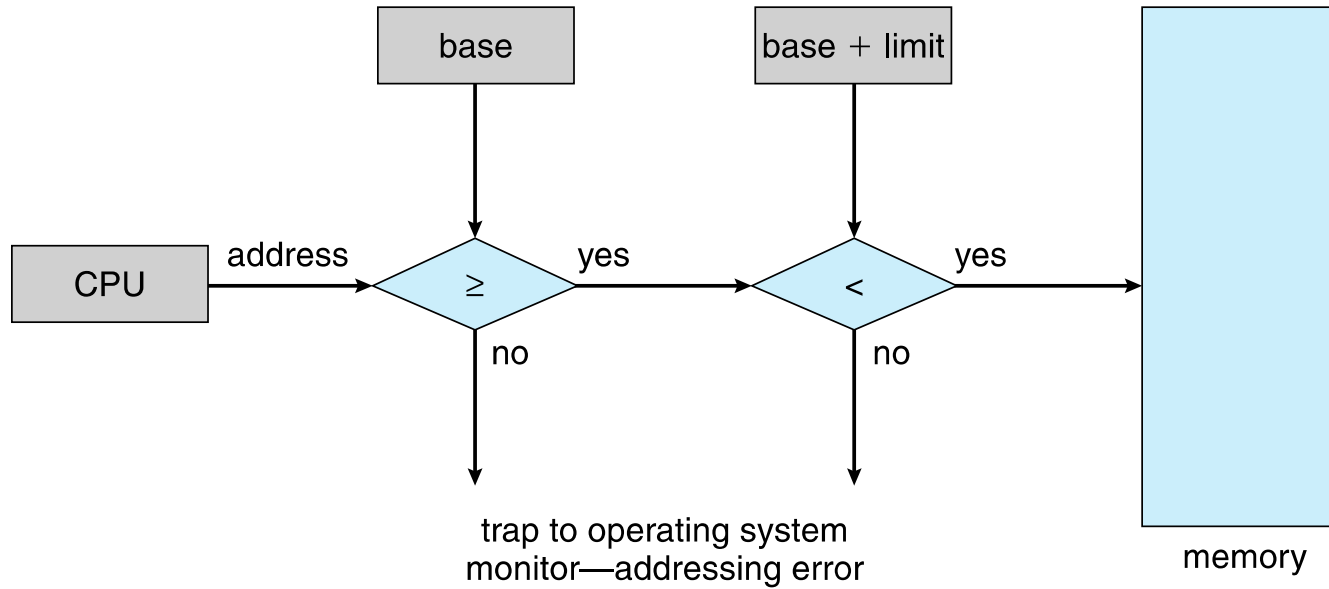 base
base + limit
CPU
address
≥
yes
<
yes
no
no
trap to operating system
monitor—addressing error
memory